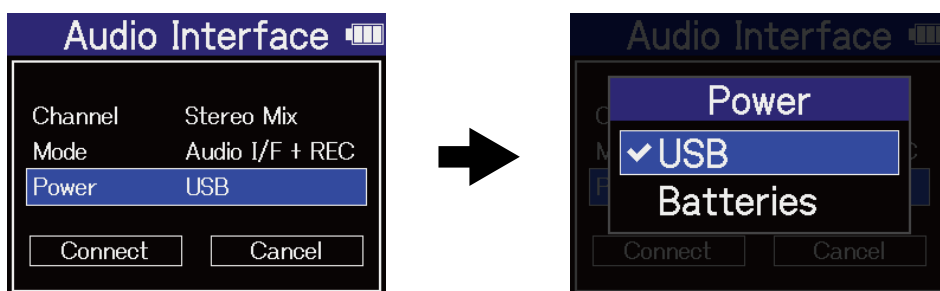 Audio Interface
Channel Stereo Mix
Mode Audio I/F + REC
Power USB
Connect Cancel
Audio Interface
Power
USB
Batteries
Connect Cancel